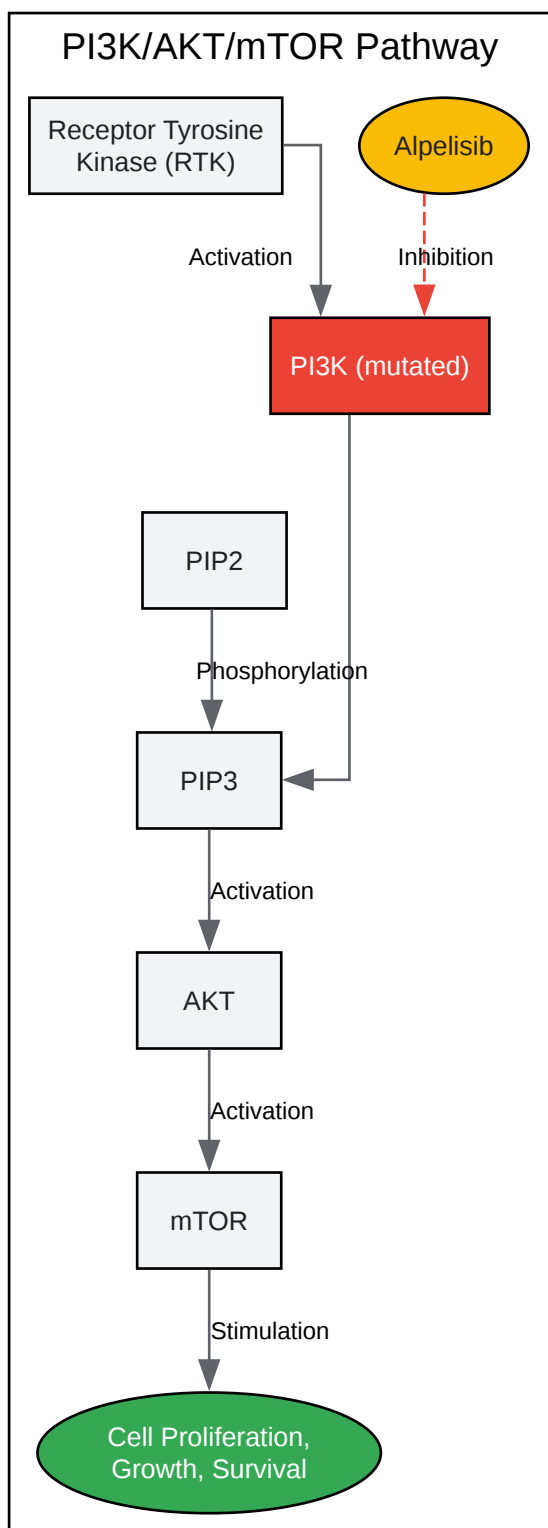 PI3K/AKT/mTOR Pathway
Receptor Tyrosine
Kinase (RTK)
Alpelisib
Activation
Inhibition
PI3K (mutated)
PIP2
Phosphorylation
PIP3
Activation
AKT
Activation
mTOR
Stimulation
Cell Proliferation,
Growth, Survival